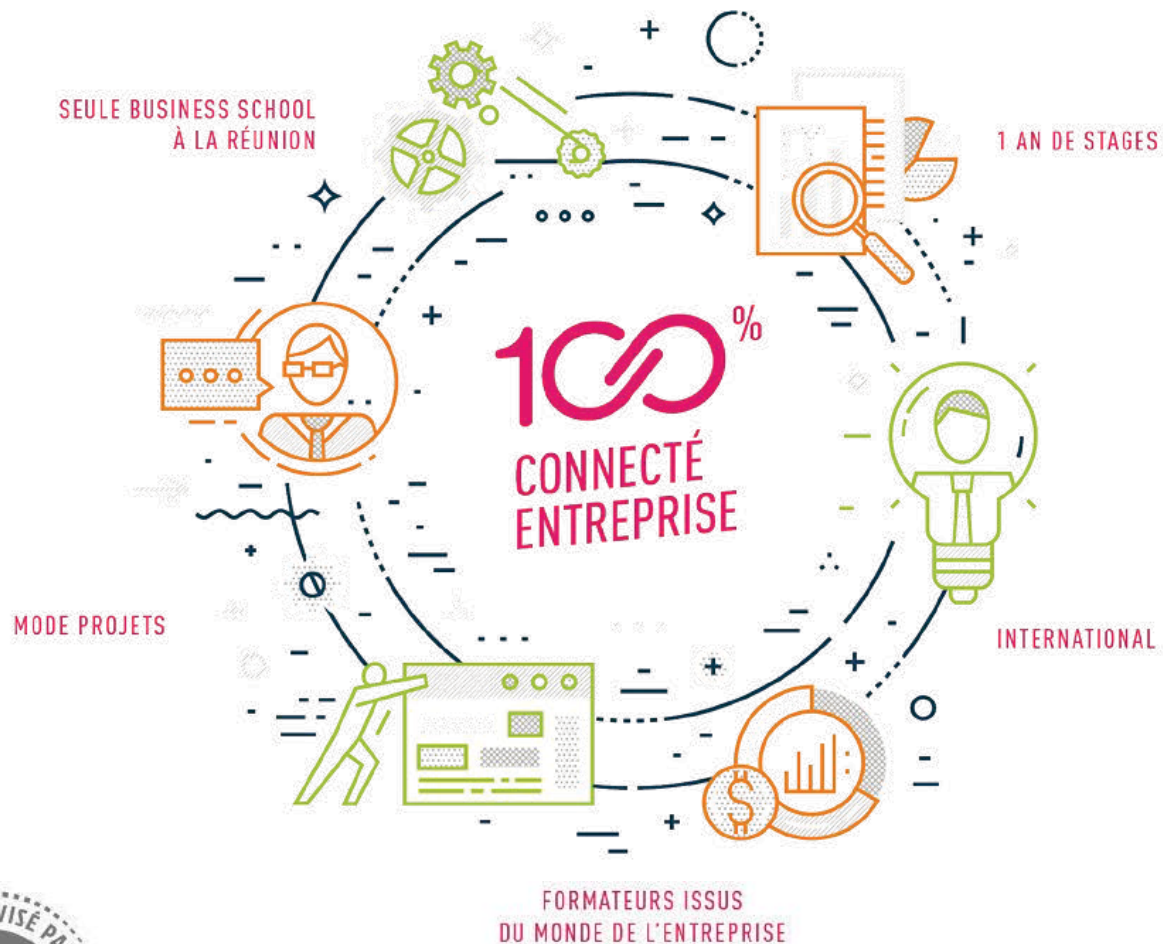 SEULE BUSINESS SCHOOL
À LA RÉUNION
1 AN DE STAGES
100%
CONNECTÉ
ENTREPRISE
MODE PROJETS
INTERNATIONAL
$
FORMATEURS ISSUS
DU MONDE DE L'ENTREPRISE